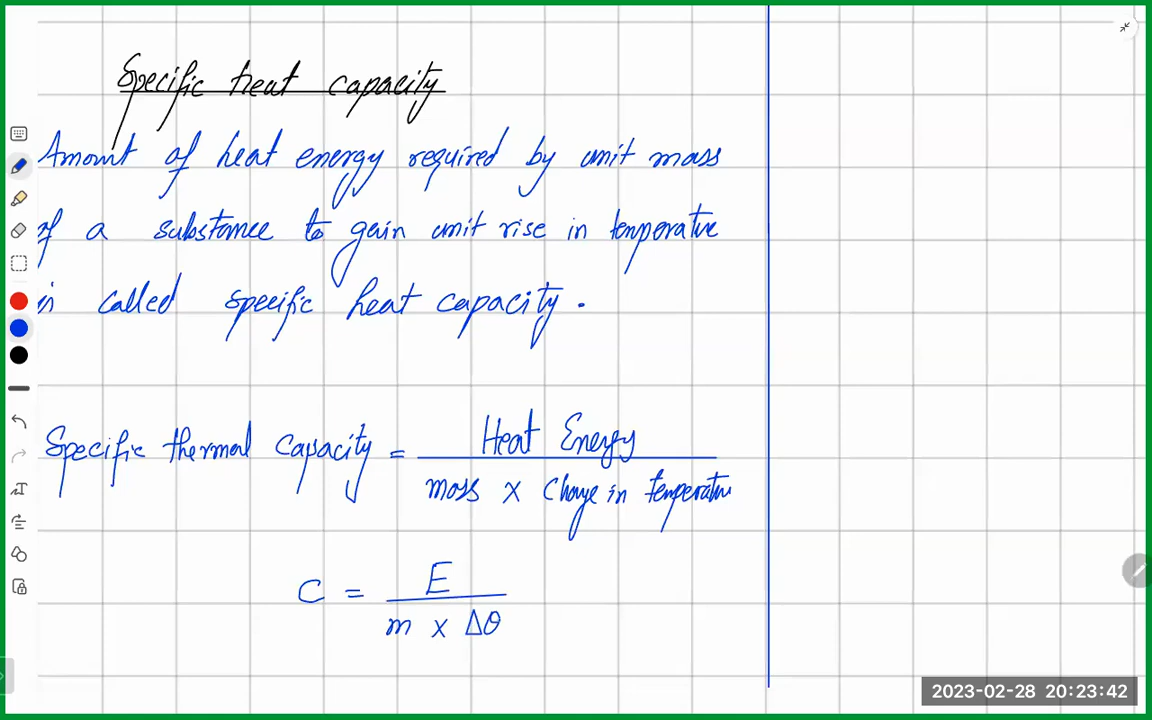 Specific heat capacity
Amount of heat energy required by unit mass
of a substance to gain unit rise in temperature
is called specific heat capacity.
Specific thermal capacity = Heat Energy
mass x change in temperature
C = E
m x Δθ
2023-02-28 20:23:42